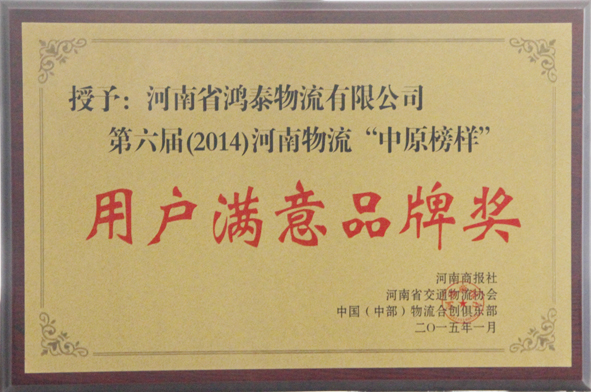 授予：河南省鸿泰物流有限公司
第六届(2014)河南物流“中原榜样”
用户满意品牌奖
河南商报社
河南省交通物流协会
中国（中部）物流合创俱乐部
二〇一五年一月